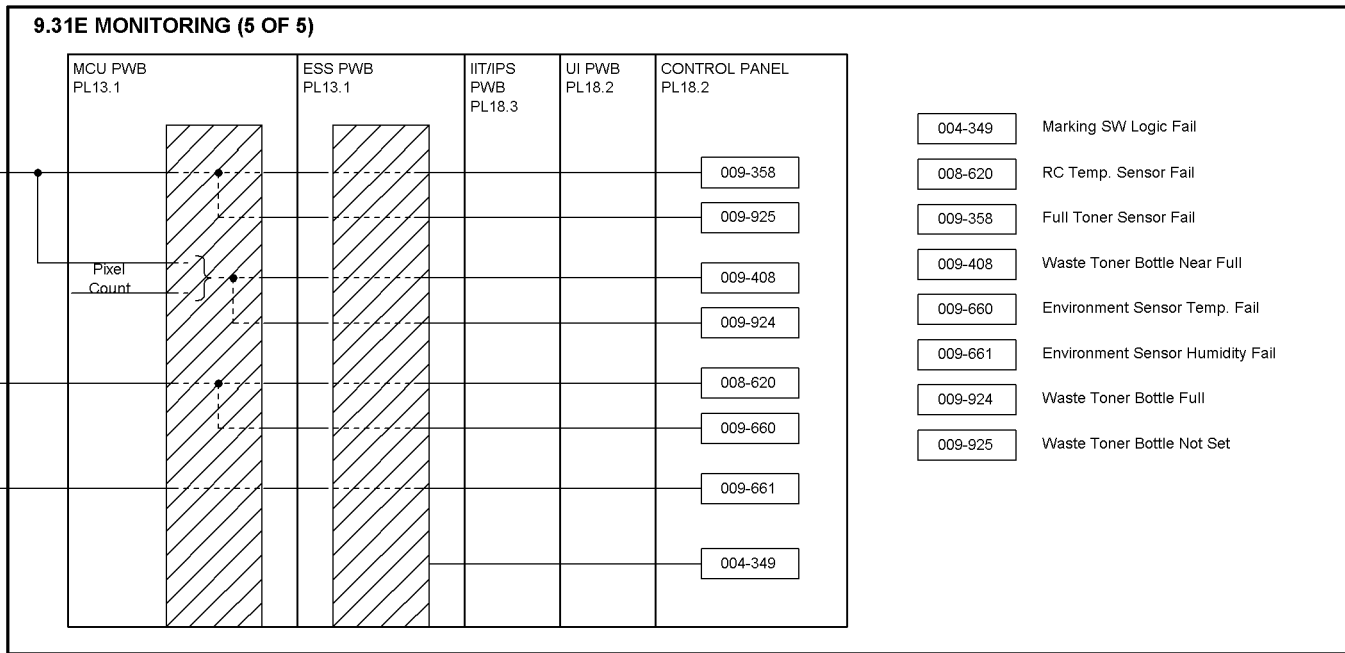 9.31E MONITORING (5 OF 5)
MCU PWB
PL13.1
ESS PWB
PL13.1
IIT/IPS
PWB
PL18.3
UI PWB
PL18.2
CONTROL PANEL
PL18.2
009-358
009-925
Pixel
Count
009-408
009-924
008-620
009-660
009-661
004-349
004-349 Marking SW Logic Fail
008-620 RC Temp. Sensor Fail
009-358 Full Toner Sensor Fail
009-408 Waste Toner Bottle Near Full
009-660 Environment Sensor Temp. Fail
009-661 Environment Sensor Humidity Fail
009-924 Waste Toner Bottle Full
009-925 Waste Toner Bottle Not Set